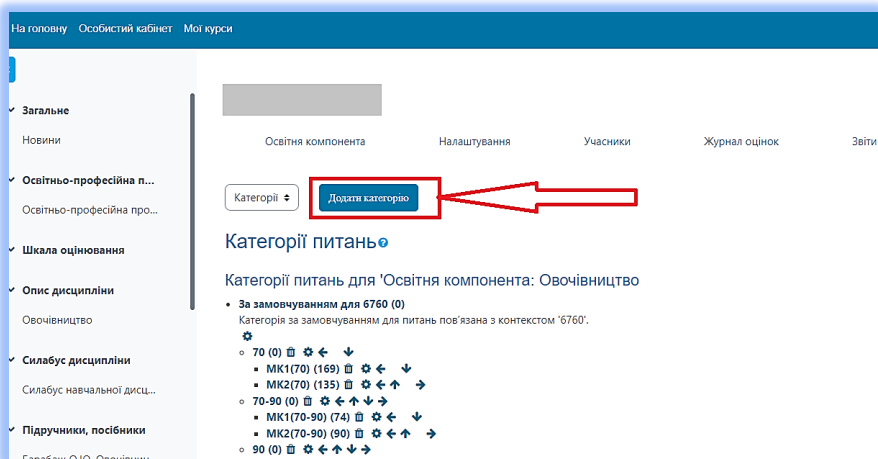 На головну Особистий кабінет Мої курси
Загальне
Новини
Освітньо-професійна п...
Освітньо-професійна про...
Шкала оцінювання
Опис дисципліни
Овочівництво
Силабус дисципліни
Силабус навчальної дисц...
Підручники, посібники
Освітня компонента Налаштування Учасники Журнал оцінок Звіти
Категорії Додати категорію
Категорії питань
Категорії питань для 'Освітня компонента: Овочівництво
За замовчуванням для 6760 (0)
Категорія за замовчуванням для питань пов'язана з контекстом '6760'.
70 (0)
МК1(70) (169)
МК2(70) (135)
70-90 (0)
МК1(70-90) (74)
МК2(70-90) (90)
90 (0)